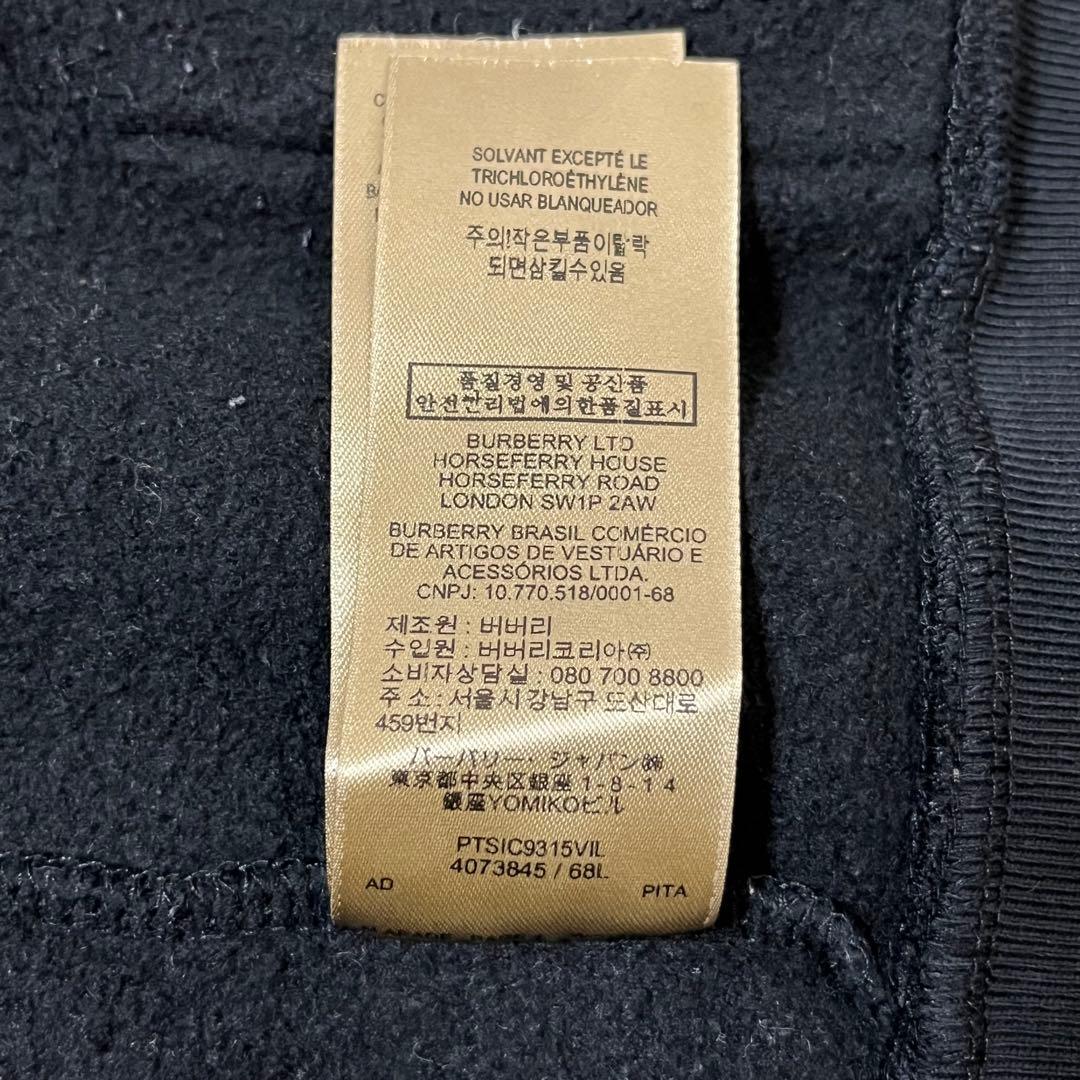 SOLVANT EXCEPTÉ LE
TRICHLOROÉTHYLÈNE
NO USAR BLANQUEADOR
주의!작은부품이탈·락
되면삼킬수있음
품질경영및 공신품
안전관리법에의한품질표시
BURBERRY LTD
HORSEFERRY HOUSE
HORSEFERRY ROAD
LONDON SW1P 2AW
BURBERRY BRASIL COMÉRCIO
DE ARTIGOS DE VESTUÁRIO E
ACESSÓRIOS LTDA.
CNPJ: 10.770.518/0001-68
제조원 : 버버리
수입원 : 버버리코리아㈜
소비자상담실 : 080 700 8800
주 소 : 서울시강남구 도산대로
459번지
バーバリー・ジャパン㈱
東京都中央区銀座1-8-14
銀座YOMIKOビル
PTSIC9315VIL
4073845 / 68L
AD
PITA